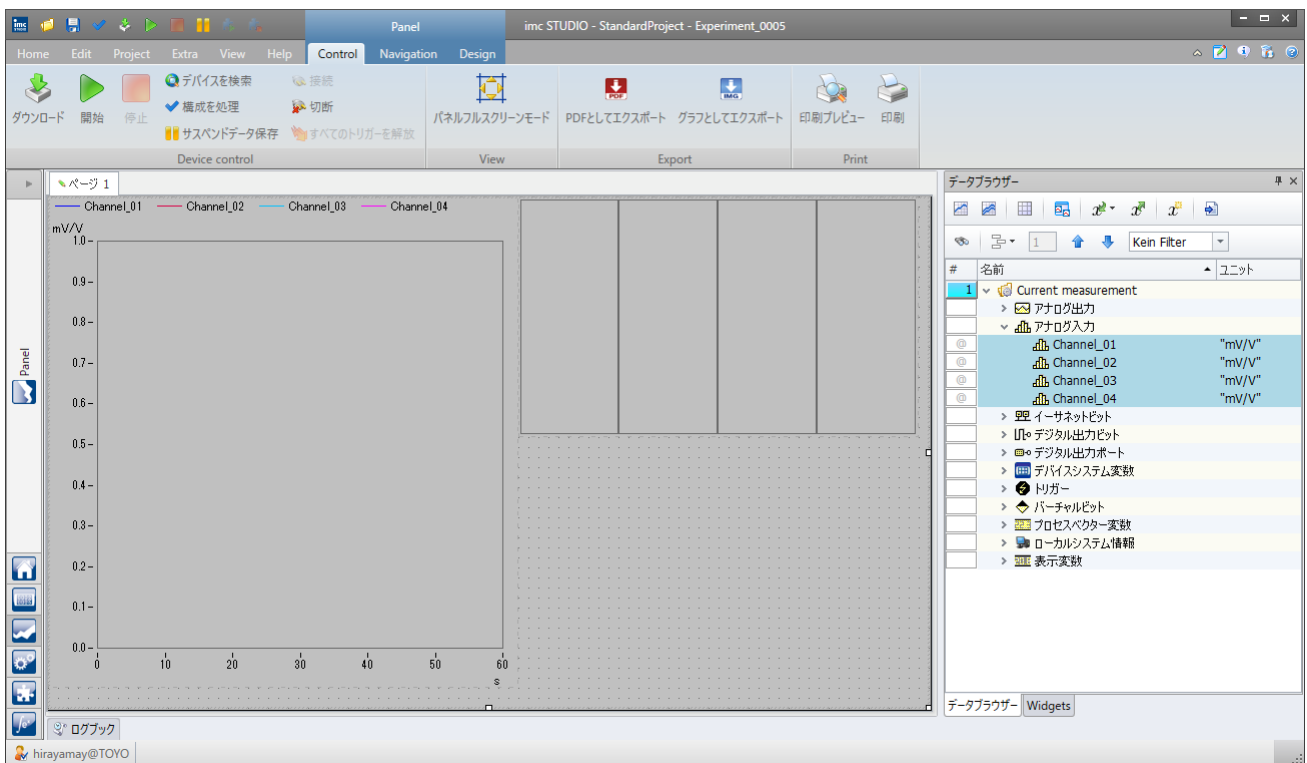 imc
STUDIO
Panel
imc STUDIO - StandardProject - Experiment_0005
Home Edit Project Extra View Help Control Navigation Design
ダウンロード
開始
停止
デバイスを検索
構成を処理
サスペンドデータ保存
接続
切断
すべてのトリガーを解放
Device control
パネルフルスクリーンモード
View
PDF
PDFとしてエクスポート
IMG
グラフとしてエクスポート
Export
印刷プレビュー
印刷
Print
ページ 1
Channel_01 Channel_02 Channel_03 Channel_04
mV/V
1.0
0.9
0.8
0.7
0.6
0.5
0.4
0.3
0.2
0.1
0.0
0 10 20 30 40 50 60
s
Panel
データブラウザー
1 Kein Filter
# 名前 ユニット
1 Current measurement
アナログ出力
アナログ入力
@ Channel_01 "mV/V"
@ Channel_02 "mV/V"
@ Channel_03 "mV/V"
@ Channel_04 "mV/V"
イーサネットビット
デジタル出力ビット
デジタル出力ポート
デバイスシステム変数
トリガー
バーチャルビット
プロセスベクター変数
ローカルシステム情報
表示変数
データブラウザー Widgets
ログブック
hirayamay@TOYO